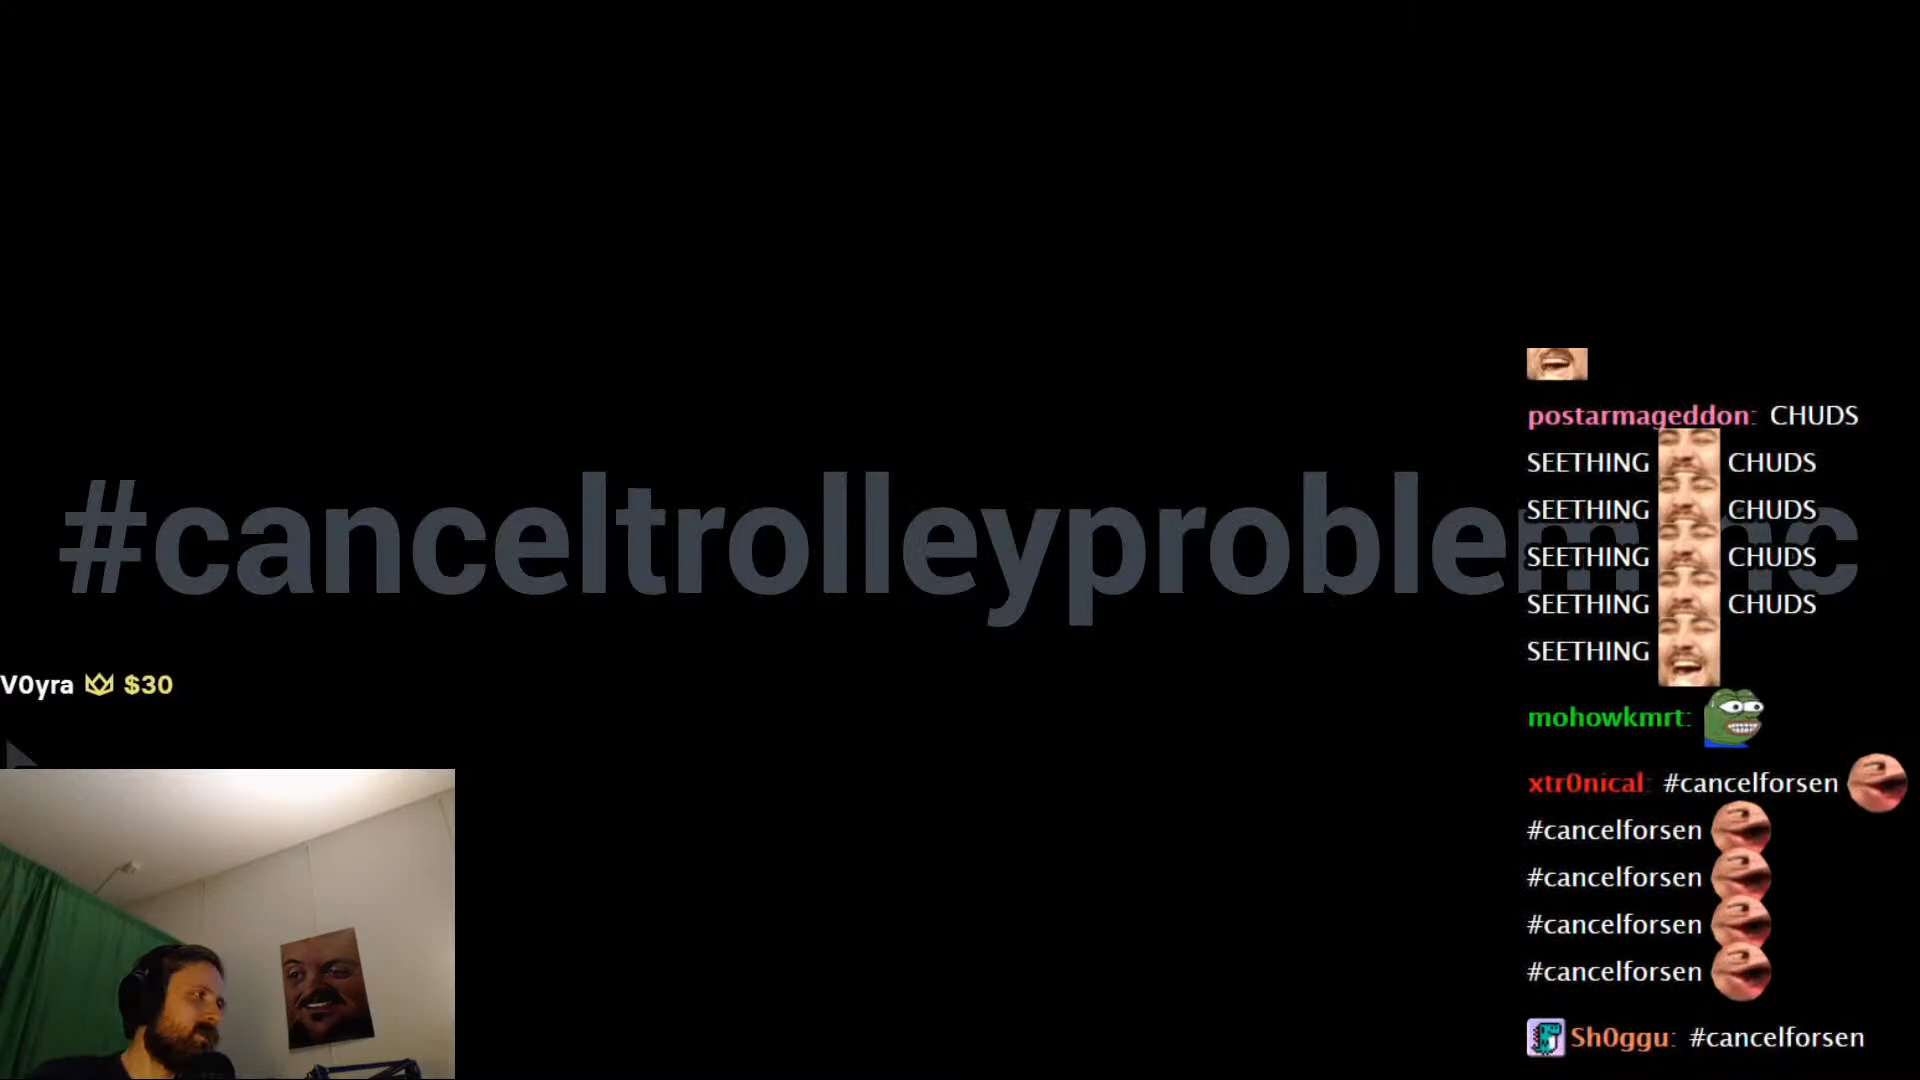 #canceltrolleyprobleminc
V0yra $30
postarmageddon: CHUDS
SEETHING CHUDS
SEETHING CHUDS
SEETHING CHUDS
SEETHING CHUDS
SEETHING
mohowkmrt:
xtr0nical: #cancelforsen
#cancelforsen
#cancelforsen
#cancelforsen
#cancelforsen
Sh0ggu: #cancelforsen